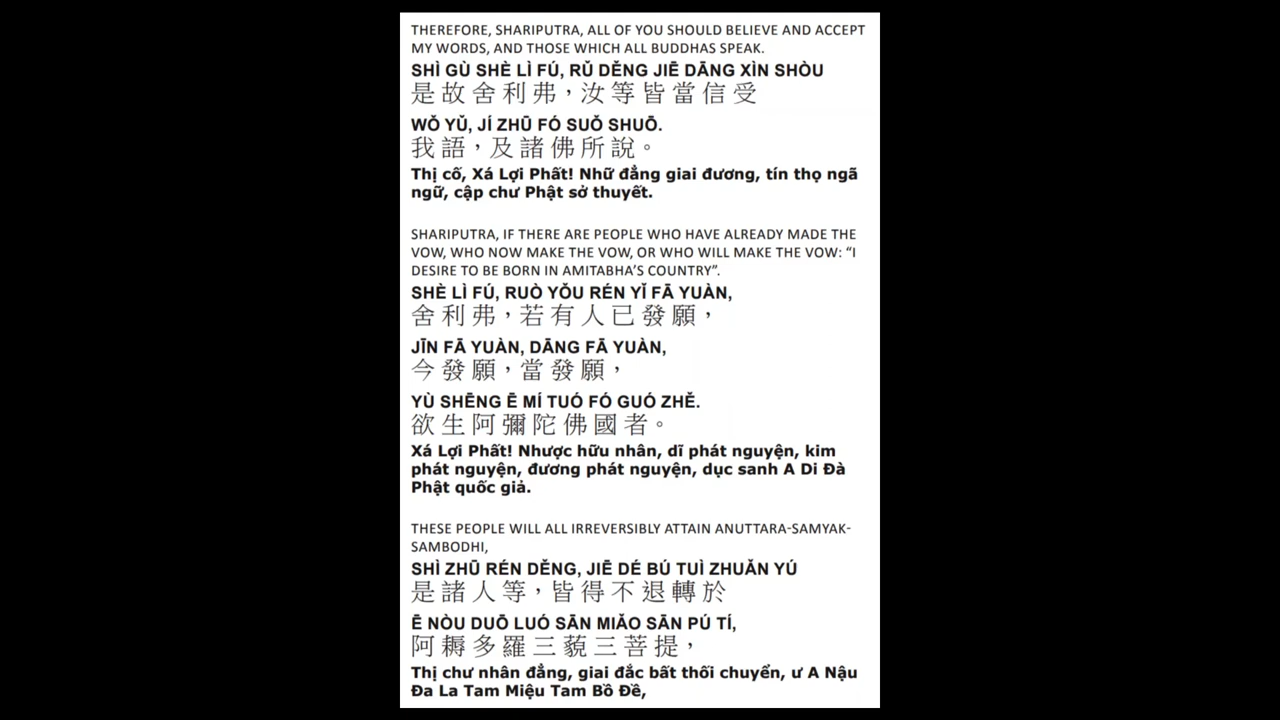 THEREFORE, SHARIPUTRA, ALL OF YOU SHOULD BELIEVE AND ACCEPT
MY WORDS, AND THOSE WHICH ALL BUDDHAS SPEAK.
SHÌ GÙ SHÈ LÌ FÚ, RǓ DĚNG JIĒ DĀNG XÌN SHÒU
是故舍利弗，汝等皆當信受
WǑ YǓ, JÍ ZHŪ FÓ SUǑ SHUŌ.
我語，及諸佛所說。
Thị cố, Xá Lợi Phất! Nhữ đẳng giai đương, tín thọ ngã
ngữ, cập chư Phật sở thuyết.
SHARIPUTRA, IF THERE ARE PEOPLE WHO HAVE ALREADY MADE THE
VOW, WHO NOW MAKE THE VOW, OR WHO WILL MAKE THE VOW: “I
DESIRE TO BE BORN IN AMITABHA’S COUNTRY”.
SHÈ LÌ FÚ, RUÒ YǑU RÉN YǏ FĀ YUÀN,
舍利弗，若有人已發願，
JĪN FĀ YUÀN, DĀNG FĀ YUÀN,
今發願，當發願，
YÙ SHĒNG Ē MÍ TUÓ FÓ GUÓ ZHĚ.
欲生阿彌陀佛國者。
Xá Lợi Phất! Nhược hữu nhân, dĩ phát nguyện, kim
phát nguyện, đương phát nguyện, dục sanh A Di Đà
Phật quốc giả.
THESE PEOPLE WILL ALL IRREVERSIBLY ATTAIN ANUTTARA-SAMYAK-
SAMBODHI,
SHÌ ZHŪ RÉN DĚNG, JIĒ DÉ BÚ TUÌ ZHUǍN YÚ
是諸人等，皆得不退轉於
Ē NÒU DUŌ LUÓ SĀN MIǍO SĀN PÚ TÍ,
阿耨多羅三藐三菩提，
Thị chư nhân đẳng, giai đắc bất thối chuyển, ư A Nậu
Đa La Tam Miệu Tam Bồ Đề,